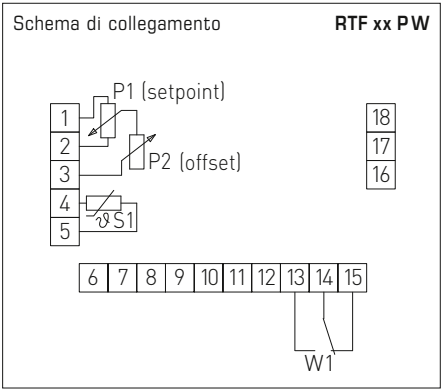 Schema di collegamento RTF xx PW
P1 (setpoint)
1
2
3
4
5
P2 (offset)
ϑ S1
18
17
16
6 7 8 9 10 11 12 13 14 15
W1